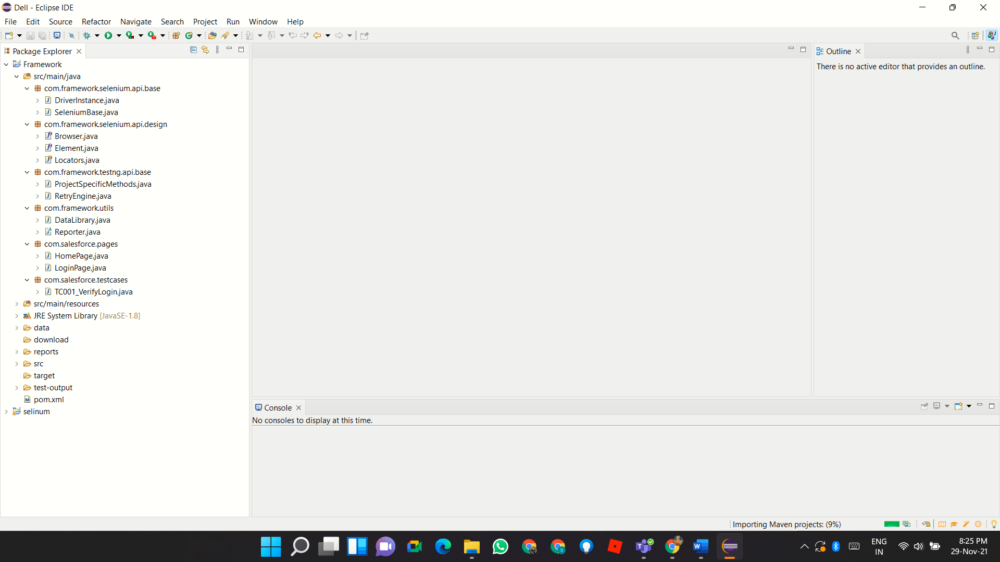 Dell - Eclipse IDE
File Edit Source Refactor Navigate Search Project Run Window Help
Package Explorer
Framework
src/main/java
com.framework.selenium.api.base
DriverInstance.java
SeleniumBase.java
com.framework.selenium.api.design
Browser.java
Element.java
Locators.java
com.framework.testng.api.base
ProjectSpecificMethods.java
RetryEngine.java
com.framework.utils
DataLibrary.java
Reporter.java
com.salesforce.pages
HomePage.java
LoginPage.java
com.salesforce.testcases
TC001_VerifyLogin.java
src/main/resources
JRE System Library [JavaSE-1.8]
data
download
reports
src
target
test-output
pom.xml
selinum
Outline
There is no active editor that provides an outline.
Console
No consoles to display at this time.
Importing Maven projects: (9%)
ENG
IN
8:25 PM
29-Nov-21